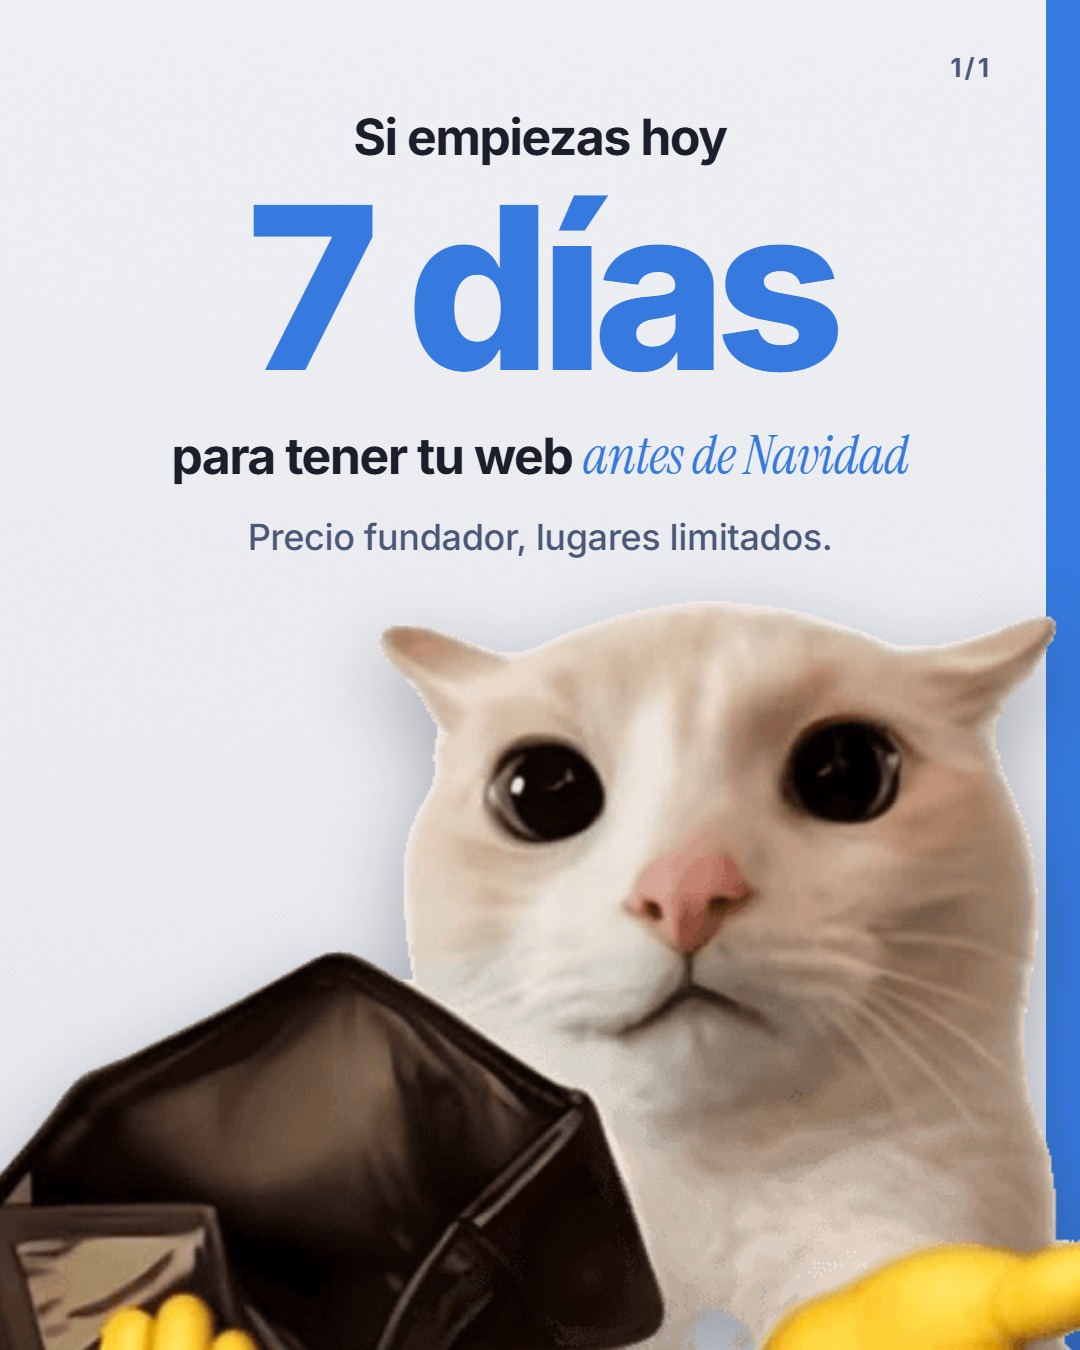 1/1
Si empiezas hoy
7 días
para tener tu web antes de Navidad
Precio fundador, lugares limitados.